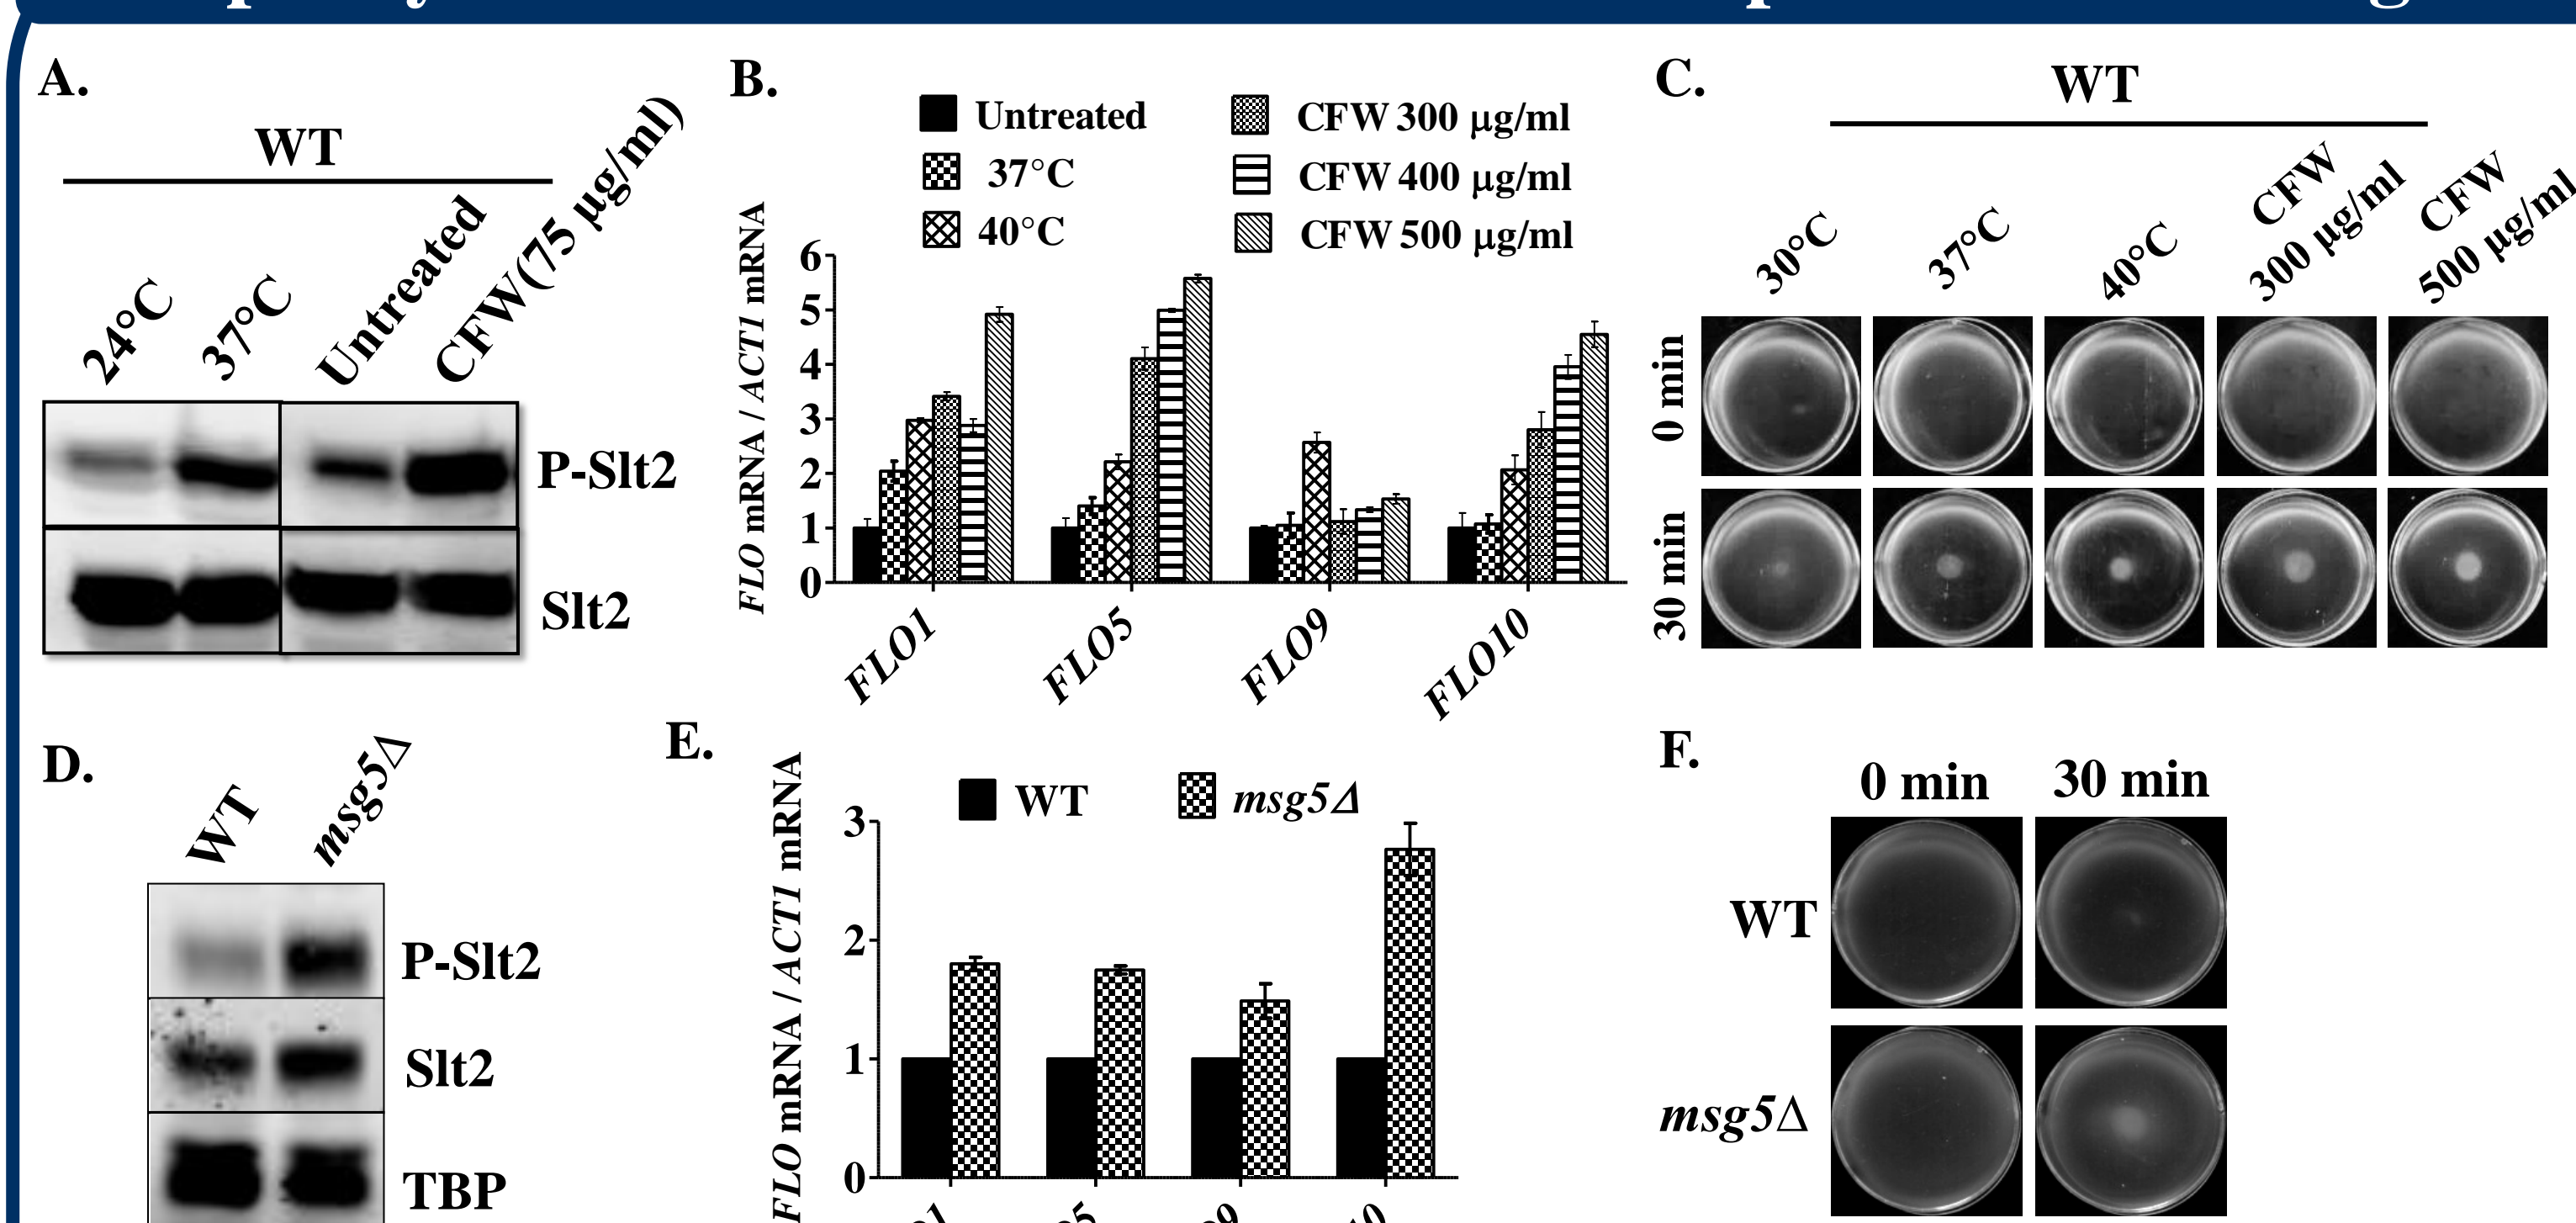 A.
WT
24°C
37°C
Untreated
CFW(75 µg/ml)
P-Slt2
Slt2
B.
Untreated
37°C
40°C
CFW 300 µg/ml
CFW 400 µg/ml
CFW 500 µg/ml
FLO mRNA / ACT1 mRNA
6
5
4
3
2
1
0
FLO1
FLO5
FLO9
FLO10
C.
WT
30°C
37°C
40°C
CFW
300 µg/ml
CFW
500 µg/ml
0 min
30 min
D.
WT
msg5Δ
P-Slt2
Slt2
TBP
E.
WT
msg5Δ
FLO mRNA / ACT1 mRNA
3
2
1
0
F.
0 min
30 min
WT
msg5Δ